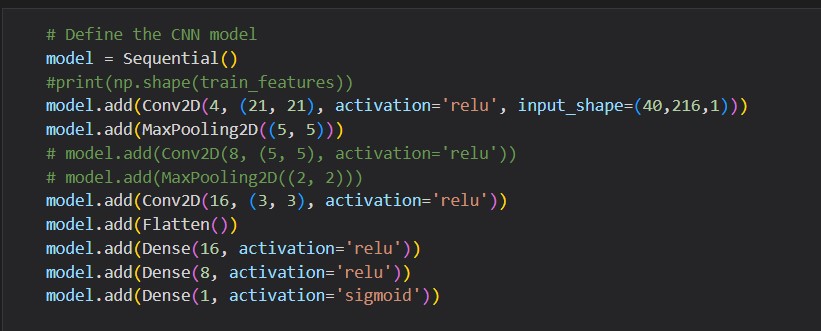 # Define the CNN model
model = Sequential()
#print(np.shape(train_features))
model.add(Conv2D(4, (21, 21), activation='relu', input_shape=(40,216,1)))
model.add(MaxPooling2D((5, 5)))
# model.add(Conv2D(8, (5, 5), activation='relu'))
# model.add(MaxPooling2D((2, 2)))
model.add(Conv2D(16, (3, 3), activation='relu'))
model.add(Flatten())
model.add(Dense(16, activation='relu'))
model.add(Dense(8, activation='relu'))
model.add(Dense(1, activation='sigmoid'))